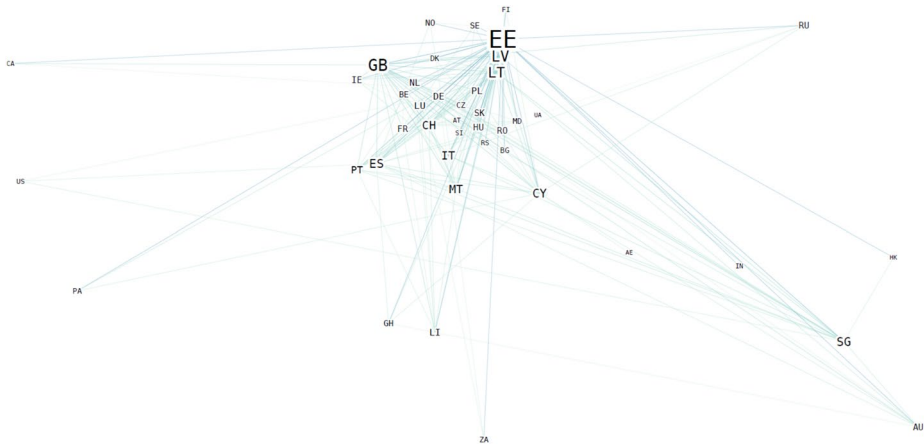 FI
NO
SE
RU
EE
LV
DK
CA
GB
LT
IE
NL
PL
BE
DE
LU
CZ
SK
UA
AT
MD
CH
HU
FR
RO
SI
RS
BG
IT
ES
PT
US
MT
CY
AE
HK
IN
PA
GH
LI
SG
AU
ZA